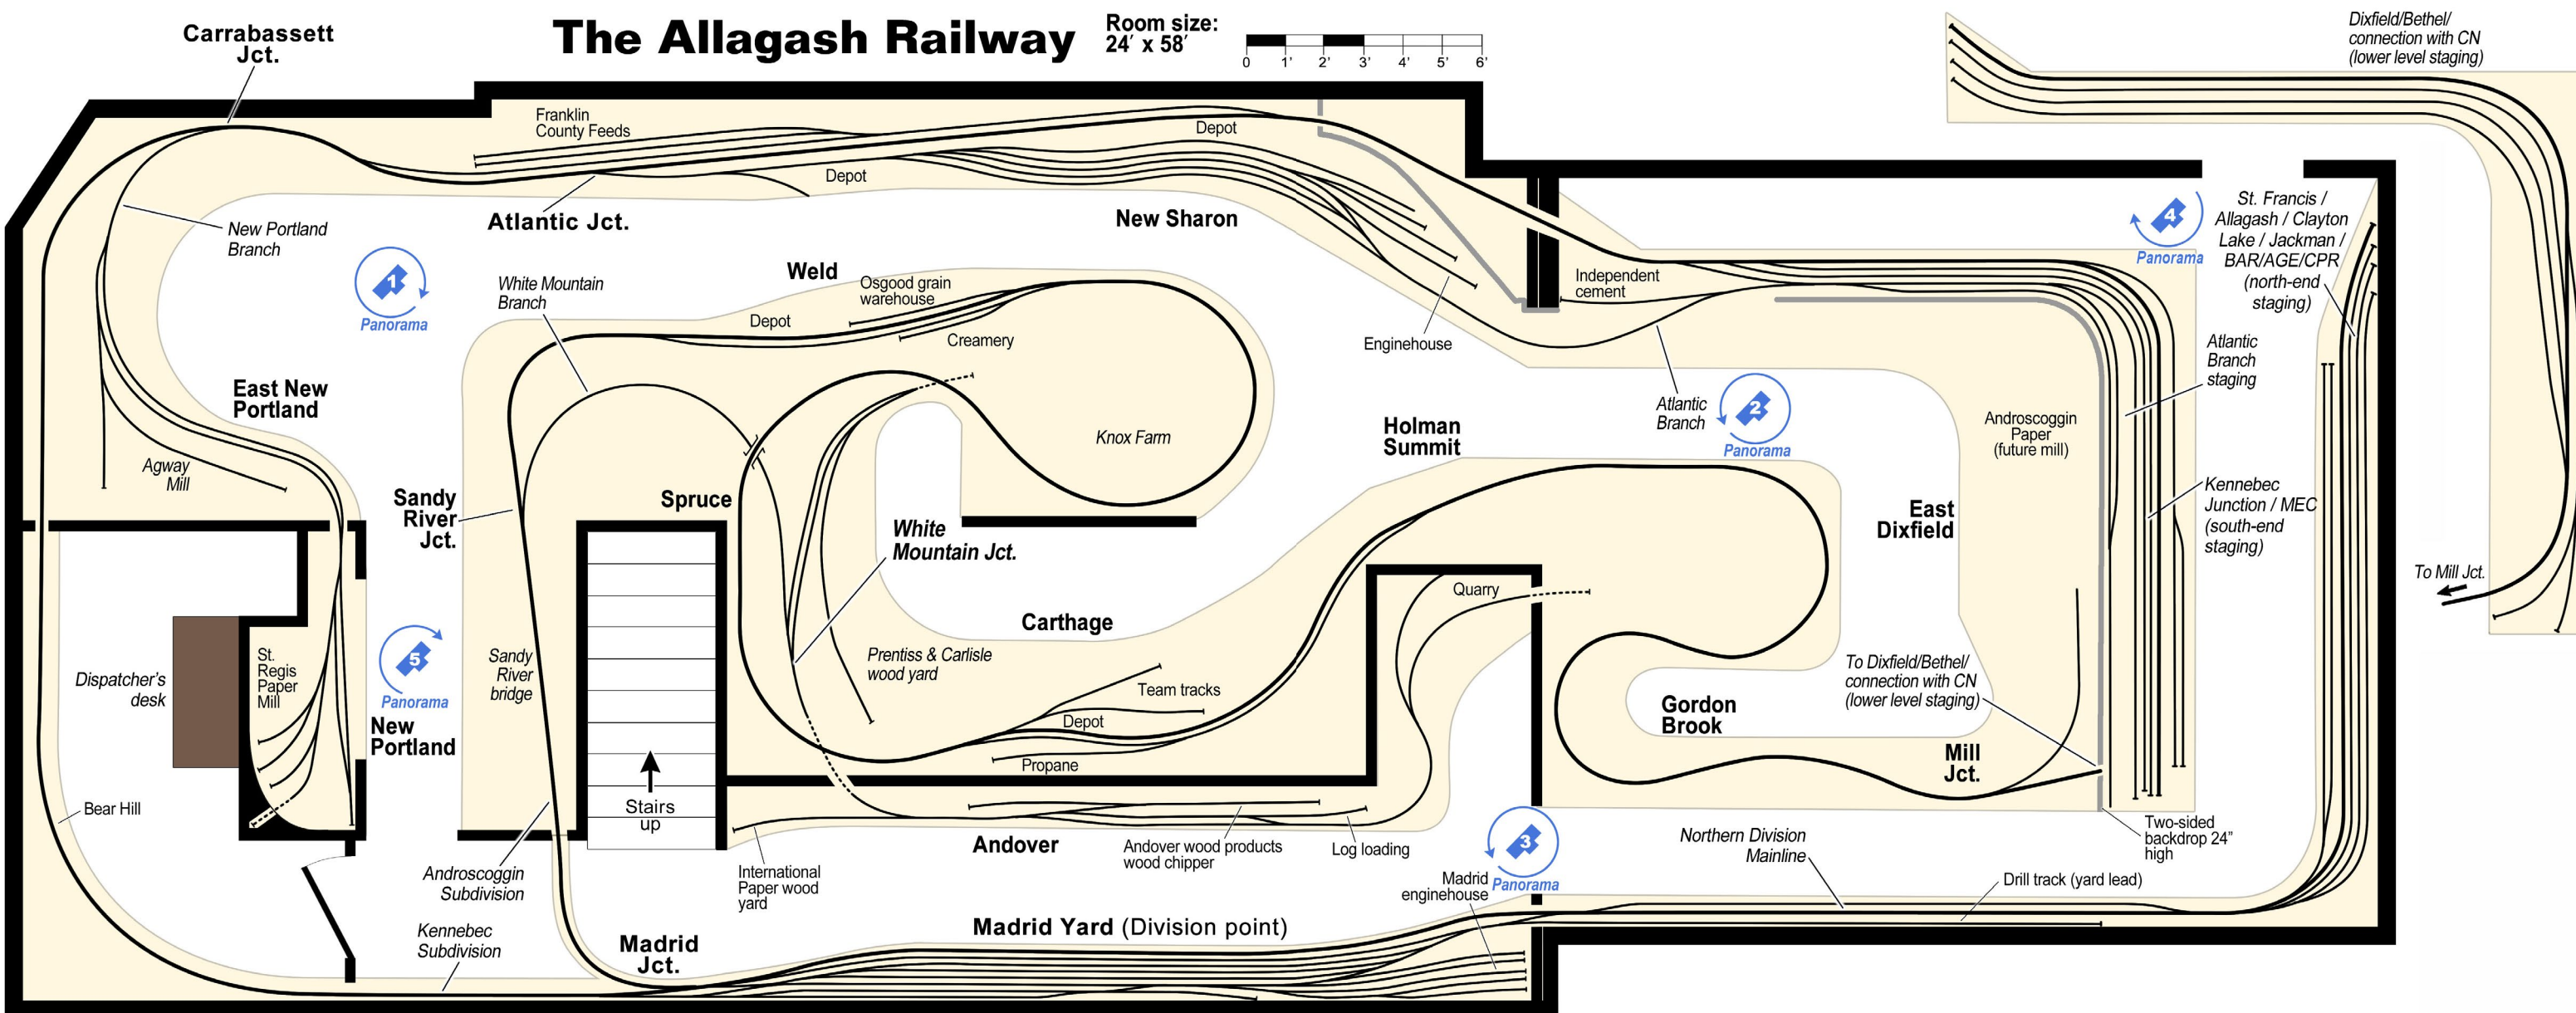 The Allagash Railway
Room size:
24' x 58'
0 1' 2' 3' 4' 5' 6'
Carrabassett
Jct.
Franklin
County Feeds
Depot
Depot
Atlantic Jct.
New Sharon
New Portland
Branch
1
Panorama
White Mountain
Branch
Weld
Osgood grain
warehouse
Depot
Creamery
Enginehouse
Independent
cement
Atlantic
Branch
2
Panorama
4
Panorama
Dixfield/Bethel/
connection with CN
(lower level staging)
St. Francis /
Allagash / Clayton
Lake / Jackman /
BAR/AGE/CPR
(north-end
staging)
Atlantic
Branch
staging
Kennebec
Junction / MEC
(south-end
staging)
To Mill Jct.
East New
Portland
Agway
Mill
Sandy
River
Jct.
Spruce
Knox Farm
White
Mountain Jct.
Holman
Summit
East
Dixfield
Androscoggin
Paper
(future mill)
Carthage
Quarry
Prentiss & Carlisle
wood yard
Team tracks
Depot
Propane
Gordon
Brook
To Dixfield/Bethel/
connection with CN
(lower level staging)
Mill
Jct.
Dispatcher's
desk
St.
Regis
Paper
Mill
5
Panorama
New
Portland
Sandy
River
bridge
Stairs
up
Bear Hill
Androscoggin
Subdivision
Kennebec
Subdivision
International
Paper wood
yard
Andover
Andover wood products
wood chipper
Log loading
3
Panorama
Madrid
enginehouse
Northern Division
Mainline
Two-sided
backdrop 24”
high
Drill track (yard lead)
Madrid
Jct.
Madrid Yard (Division point)